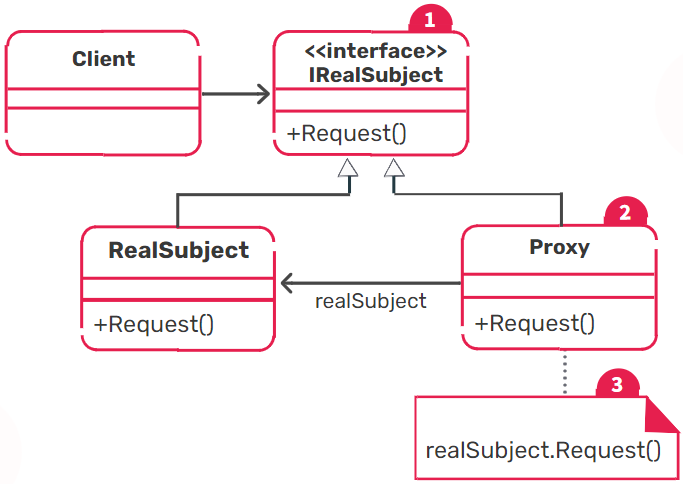 1
Client
<<interface>>
IRealSubject
+Request()
2
RealSubject
Proxy
realSubject
+Request()
+Request()
3
realSubject.Request()